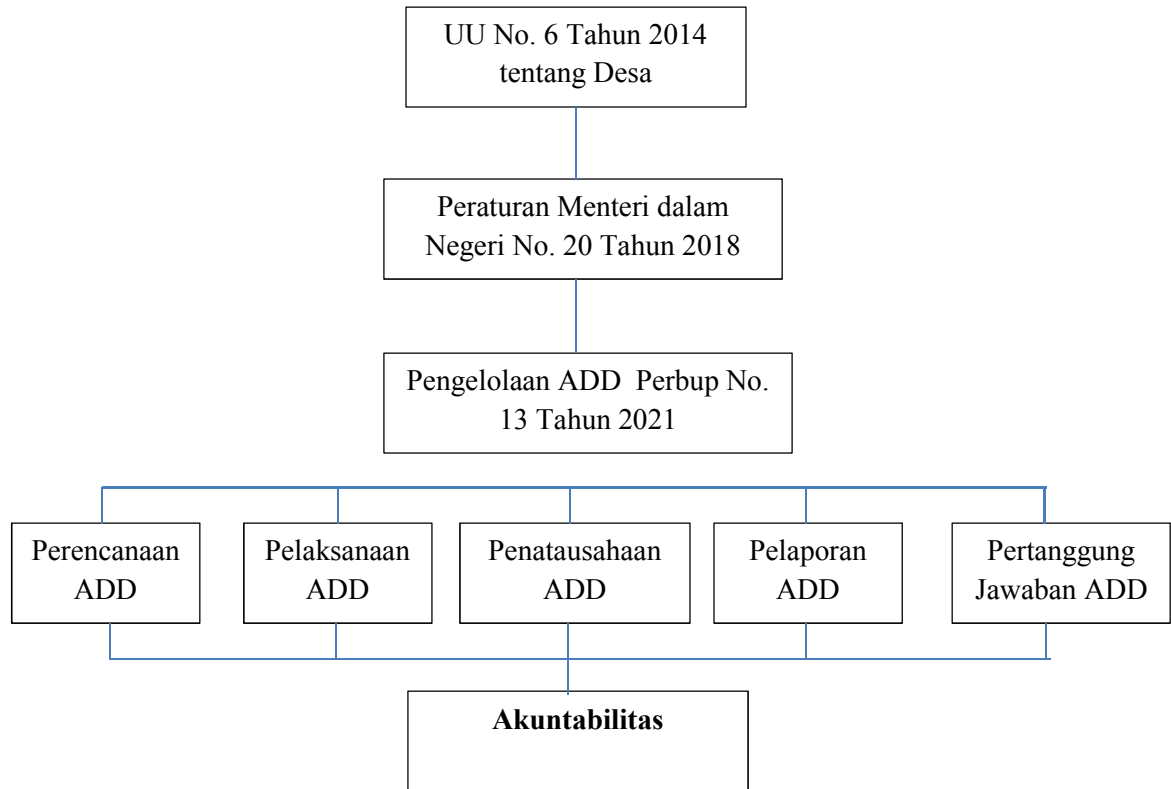 UU No. 6 Tahun 2014
tentang Desa
Peraturan Menteri dalam
Negeri No. 20 Tahun 2018
Pengelolaan ADD  Perbup No.
13 Tahun 2021
Perencanaan
ADD
Pelaksanaan
ADD
Penatausahaan
ADD
Pelaporan
ADD
Pertanggung
Jawaban ADD
Akuntabilitas